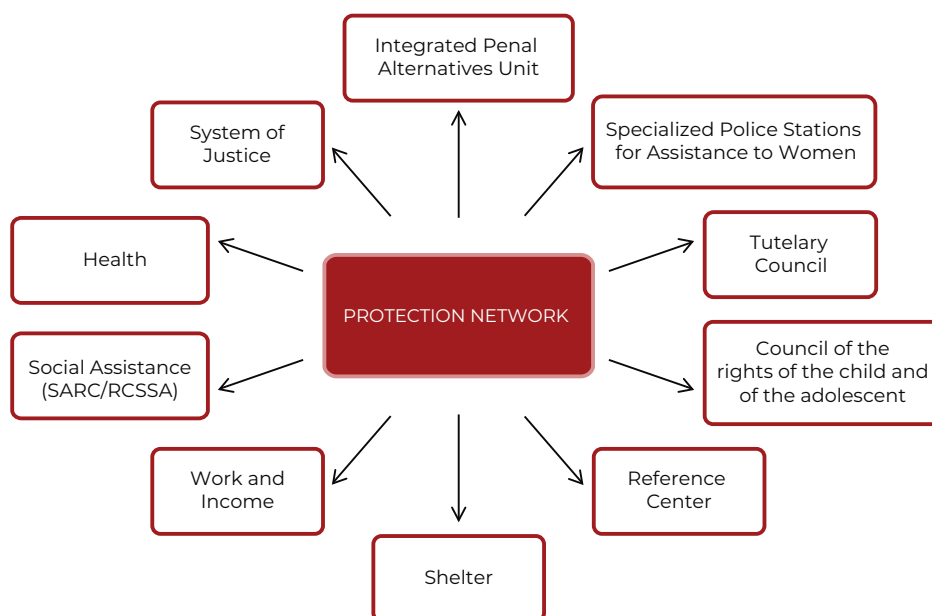 Integrated Penal
Alternatives Unit
System of
Justice
Specialized Police Stations
for Assistance to Women
Health
PROTECTION NETWORK
Tutelary
Council
Social Assistance
(SARC/RCSSA)
Council of the
rights of the child and
of the adolescent
Work and
Income
Reference
Center
Shelter